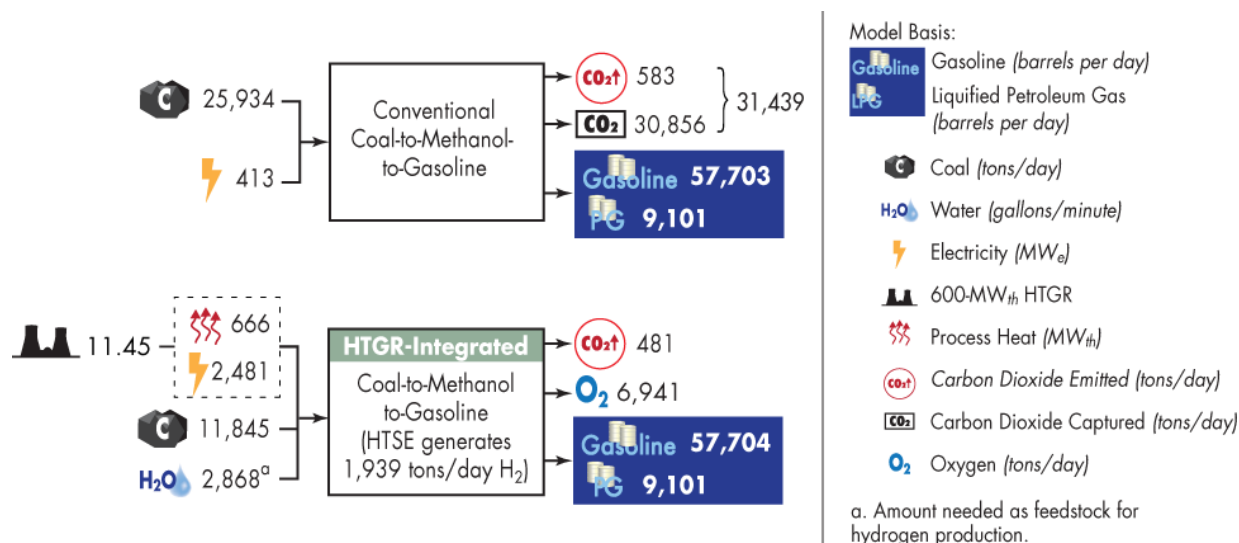 C 25,934
413
Conventional
Coal-to-Methanol-
to-Gasoline
CO₂↑ 583
CO₂ 30,856
31,439
Gasoline 57,703
PG 9,101
11.45
666
2,481
C 11,845
H₂O 2,868ᵃ
HTGR-Integrated
Coal-to-Methanol
to-Gasoline
(HTSE generates
1,939 tons/day H₂)
CO₂↑ 481
O₂ 6,941
Gasoline 57,704
PG 9,101
Model Basis:
Gasoline Gasoline (barrels per day)
LPG Liquified Petroleum Gas
(barrels per day)
C Coal (tons/day)
H₂O Water (gallons/minute)
Electricity (MWₑ)
600-MWₜₕ HTGR
Process Heat (MWₜₕ)
CO₂↑ Carbon Dioxide Emitted (tons/day)
CO₂ Carbon Dioxide Captured (tons/day)
O₂ Oxygen (tons/day)
a. Amount needed as feedstock for
hydrogen production.